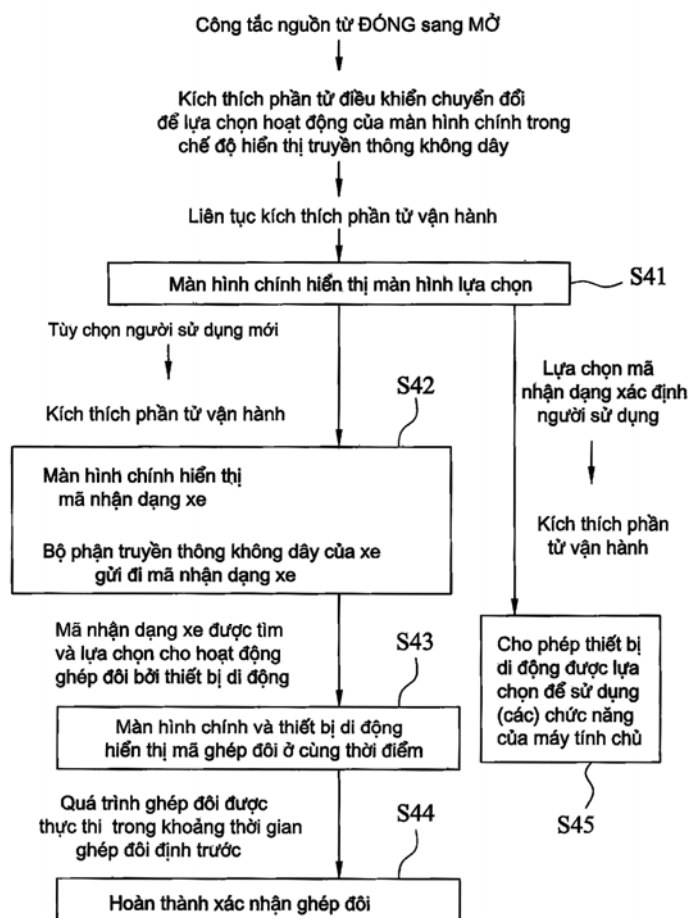 Công tắc nguồn từ ĐÓNG sang MỞ
Kích thích phần tử điều khiển chuyển đổi
để lựa chọn hoạt động của màn hình chính trong
chế độ hiển thị truyền thông không dây
Liên tục kích thích phần tử vận hành
Màn hình chính hiển thị màn hình lựa chọn
S41
Tùy chọn người sử dụng mới
Kích thích phần tử vận hành
S42
Màn hình chính hiển thị
mã nhận dạng xe
Bộ phận truyền thông không dây của xe
gửi đi mã nhận dạng xe
Mã nhận dạng xe được tìm
và lựa chọn cho hoạt động
ghép đôi bởi thiết bị di động
S43
Màn hình chính và thiết bị di động
hiển thị mã ghép đôi ở cùng thời điểm
Quá trình ghép đôi được
thực thi trong khoảng thời gian
ghép đôi định trước
S44
Hoàn thành xác nhận ghép đôi
Lựa chọn mã
nhận dạng xác định
người sử dụng
Kích thích phần
tử vận hành
Cho phép thiết bị
di động được lựa
chọn để sử dụng
(các) chức năng
của máy tính chủ
S45